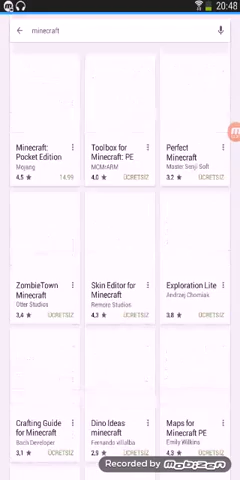 20:48
minecraft
Minecraft:
Pocket Edition
Mojang
4,5 ★ 14.99
Toolbox for
Minecraft: PE
MCMrARM
4,0 ★ ÜCRETSİZ
Perfect
Minecraft
Master Senji Soft
3,2 ★ ÜCRETSİZ
ZombieTown
Minecraft
Otter Studios
3,4 ★ ÜCRETSİZ
Skin Editor for
Minecraft
Remore Studios
4,3 ★ ÜCRETSİZ
Exploration Lite
Andrzej Chomiak
3,8 ★ ÜCRETSİZ
Crafting Guide
for Minecraft
Bach Developer
3,1 ★ ÜCRETSİZ
Dino Ideas
minecraft
Fernando villalba
2,9 ★
Maps for
Minecraft PE
Emily Wilkins
4,3 ★ ÜCRETSİZ
Recorded by mobizen